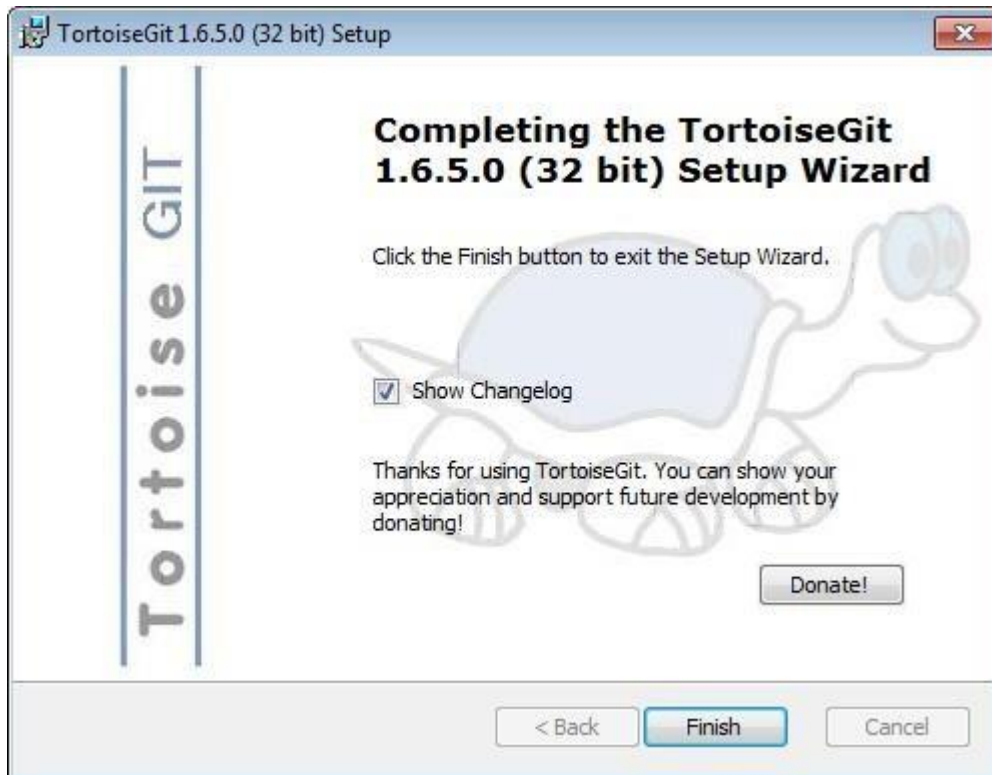 TortoiseGit 1.6.5.0 (32 bit) Setup
Tortoise GIT
Completing the TortoiseGit
1.6.5.0 (32 bit) Setup Wizard
Click the Finish button to exit the Setup Wizard.
Show Changelog
Thanks for using TortoiseGit. You can show your
appreciation and support future development by
donating!
Donate!
< Back Finish Cancel